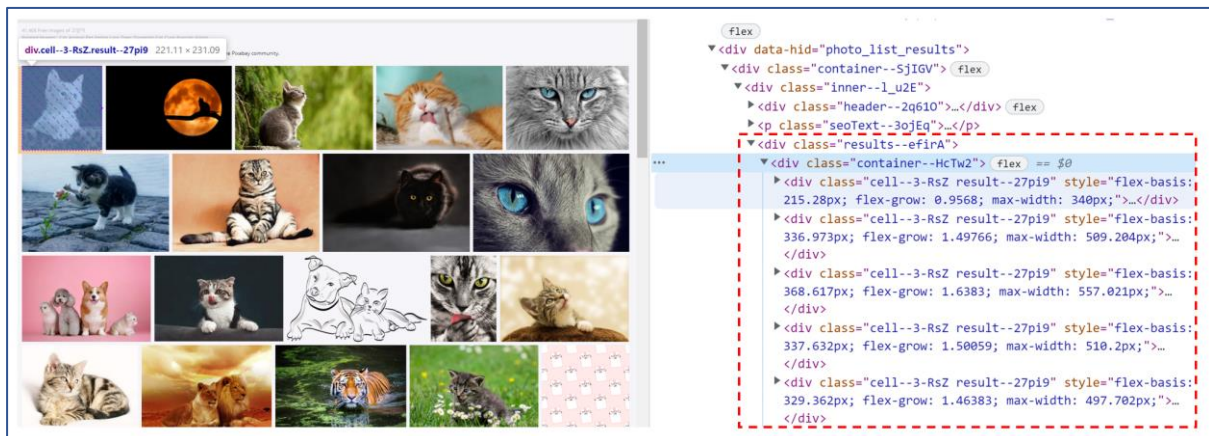 div.cell--3-RsZ.result--27pi9 221.11 × 231.09
Pixabay community.
flex
▼<div data-hid="photo_list_results">
▼<div class="container--SjIGV"> flex
▼<div class="inner--l_u2E">
▶<div class="header--2q61O">…</div> flex
▶<p class="seoText--3ojEq">…</p>
▼<div class="results--efirA">
▼<div class="container--HcTw2"> flex == $0
▶<div class="cell--3-RsZ result--27pi9" style="flex-basis:
215.28px; flex-grow: 0.9568; max-width: 340px;">…</div>
▶<div class="cell--3-RsZ result--27pi9" style="flex-basis:
336.973px; flex-grow: 1.49766; max-width: 509.204px;">…
</div>
▶<div class="cell--3-RsZ result--27pi9" style="flex-basis:
368.617px; flex-grow: 1.6383; max-width: 557.021px;">…
</div>
▶<div class="cell--3-RsZ result--27pi9" style="flex-basis:
337.632px; flex-grow: 1.50059; max-width: 510.2px;">…
</div>
▶<div class="cell--3-RsZ result--27pi9" style="flex-basis:
329.362px; flex-grow: 1.46383; max-width: 497.702px;">…
</div>